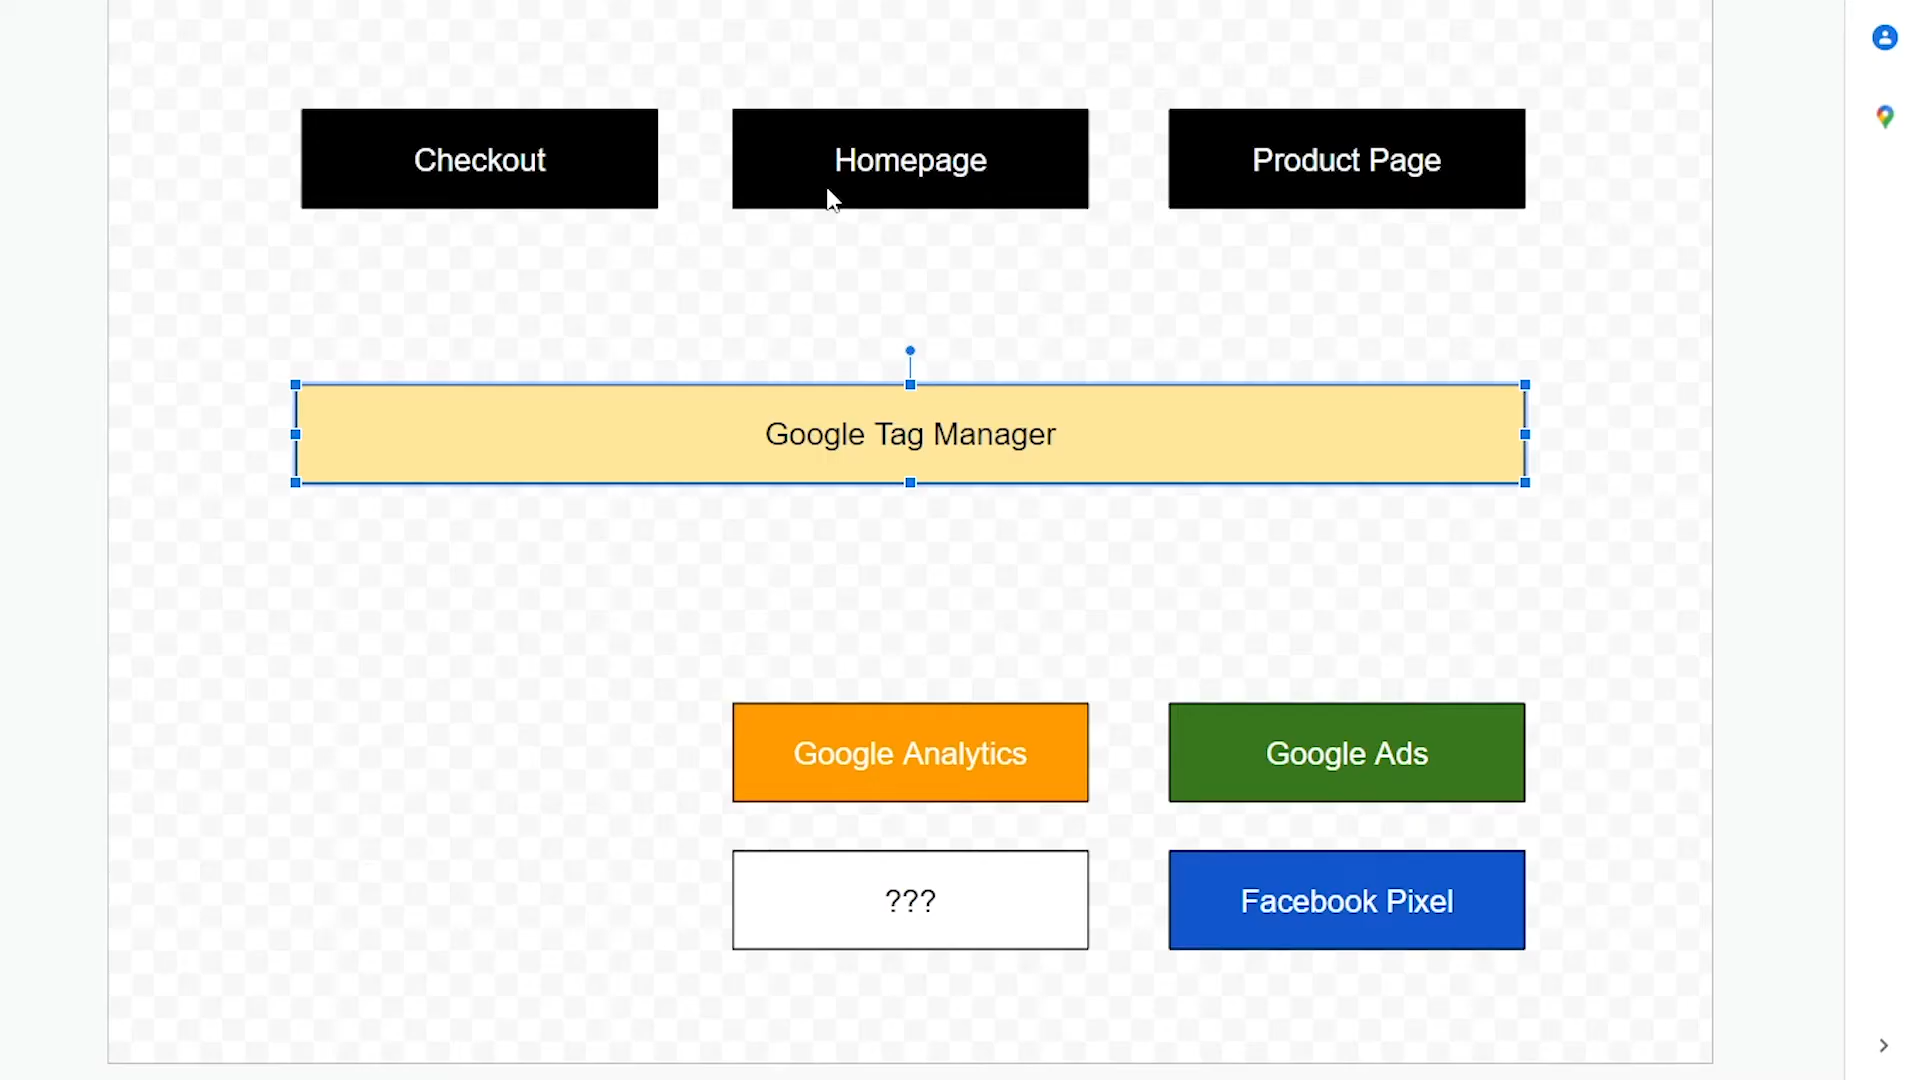 Checkout
Homepage
Product Page
Google Tag Manager
Google Analytics
Google Ads
???
Facebook Pixel